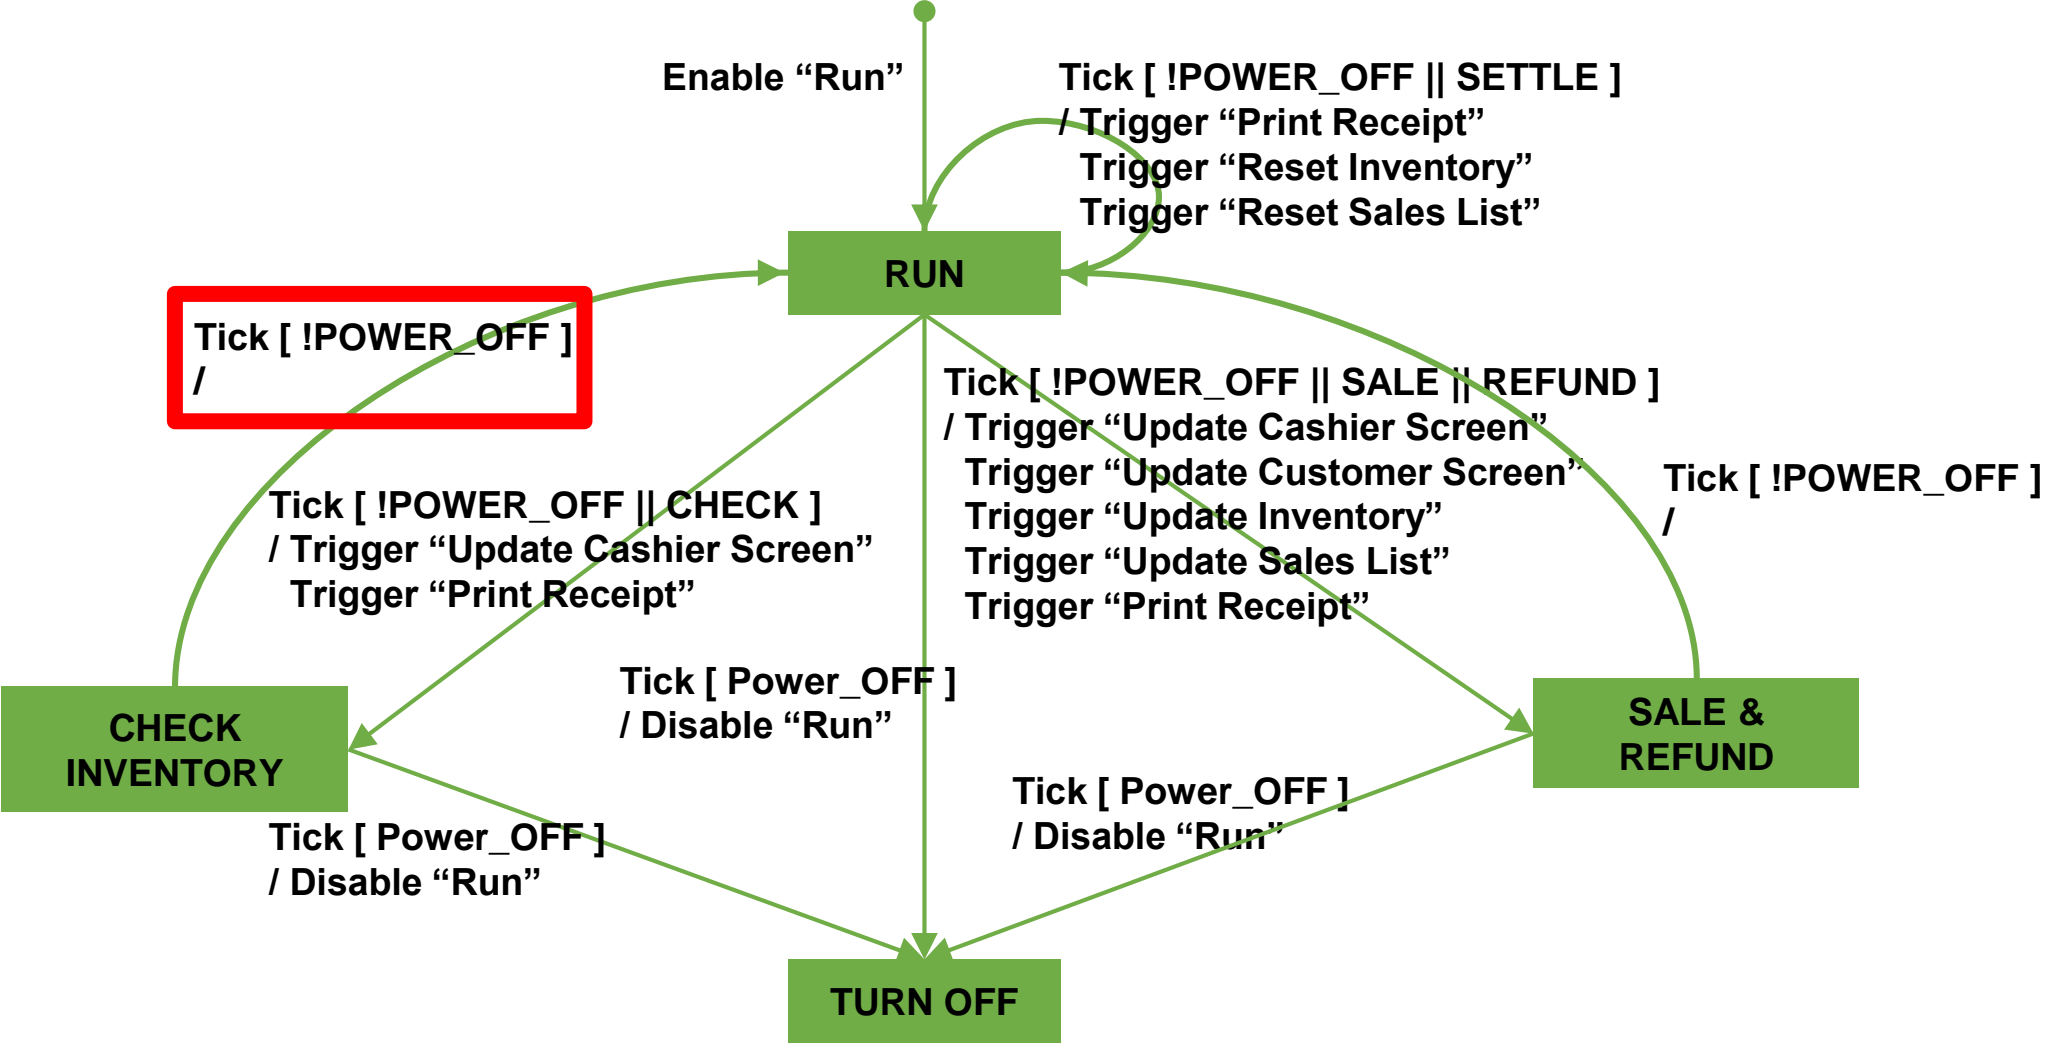 Enable “Run”
Tick [ !POWER_OFF || SETTLE ]
/ Trigger “Print Receipt”
Trigger “Reset Inventory”
Trigger “Reset Sales List”
RUN
Tick [ !POWER_OFF ]
/
Tick [ !POWER_OFF || SALE || REFUND ]
/ Trigger “Update Cashier Screen”
Trigger “Update Customer Screen”
Trigger “Update Inventory”
Trigger “Update Sales List”
Trigger “Print Receipt”
Tick [ !POWER_OFF ]
/
Tick [ !POWER_OFF || CHECK ]
/ Trigger “Update Cashier Screen”
Trigger “Print Receipt”
Tick [ Power_OFF ]
/ Disable “Run”
CHECK
INVENTORY
SALE &
REFUND
Tick [ Power_OFF ]
/ Disable “Run”
Tick [ Power_OFF ]
/ Disable “Run”
TURN OFF